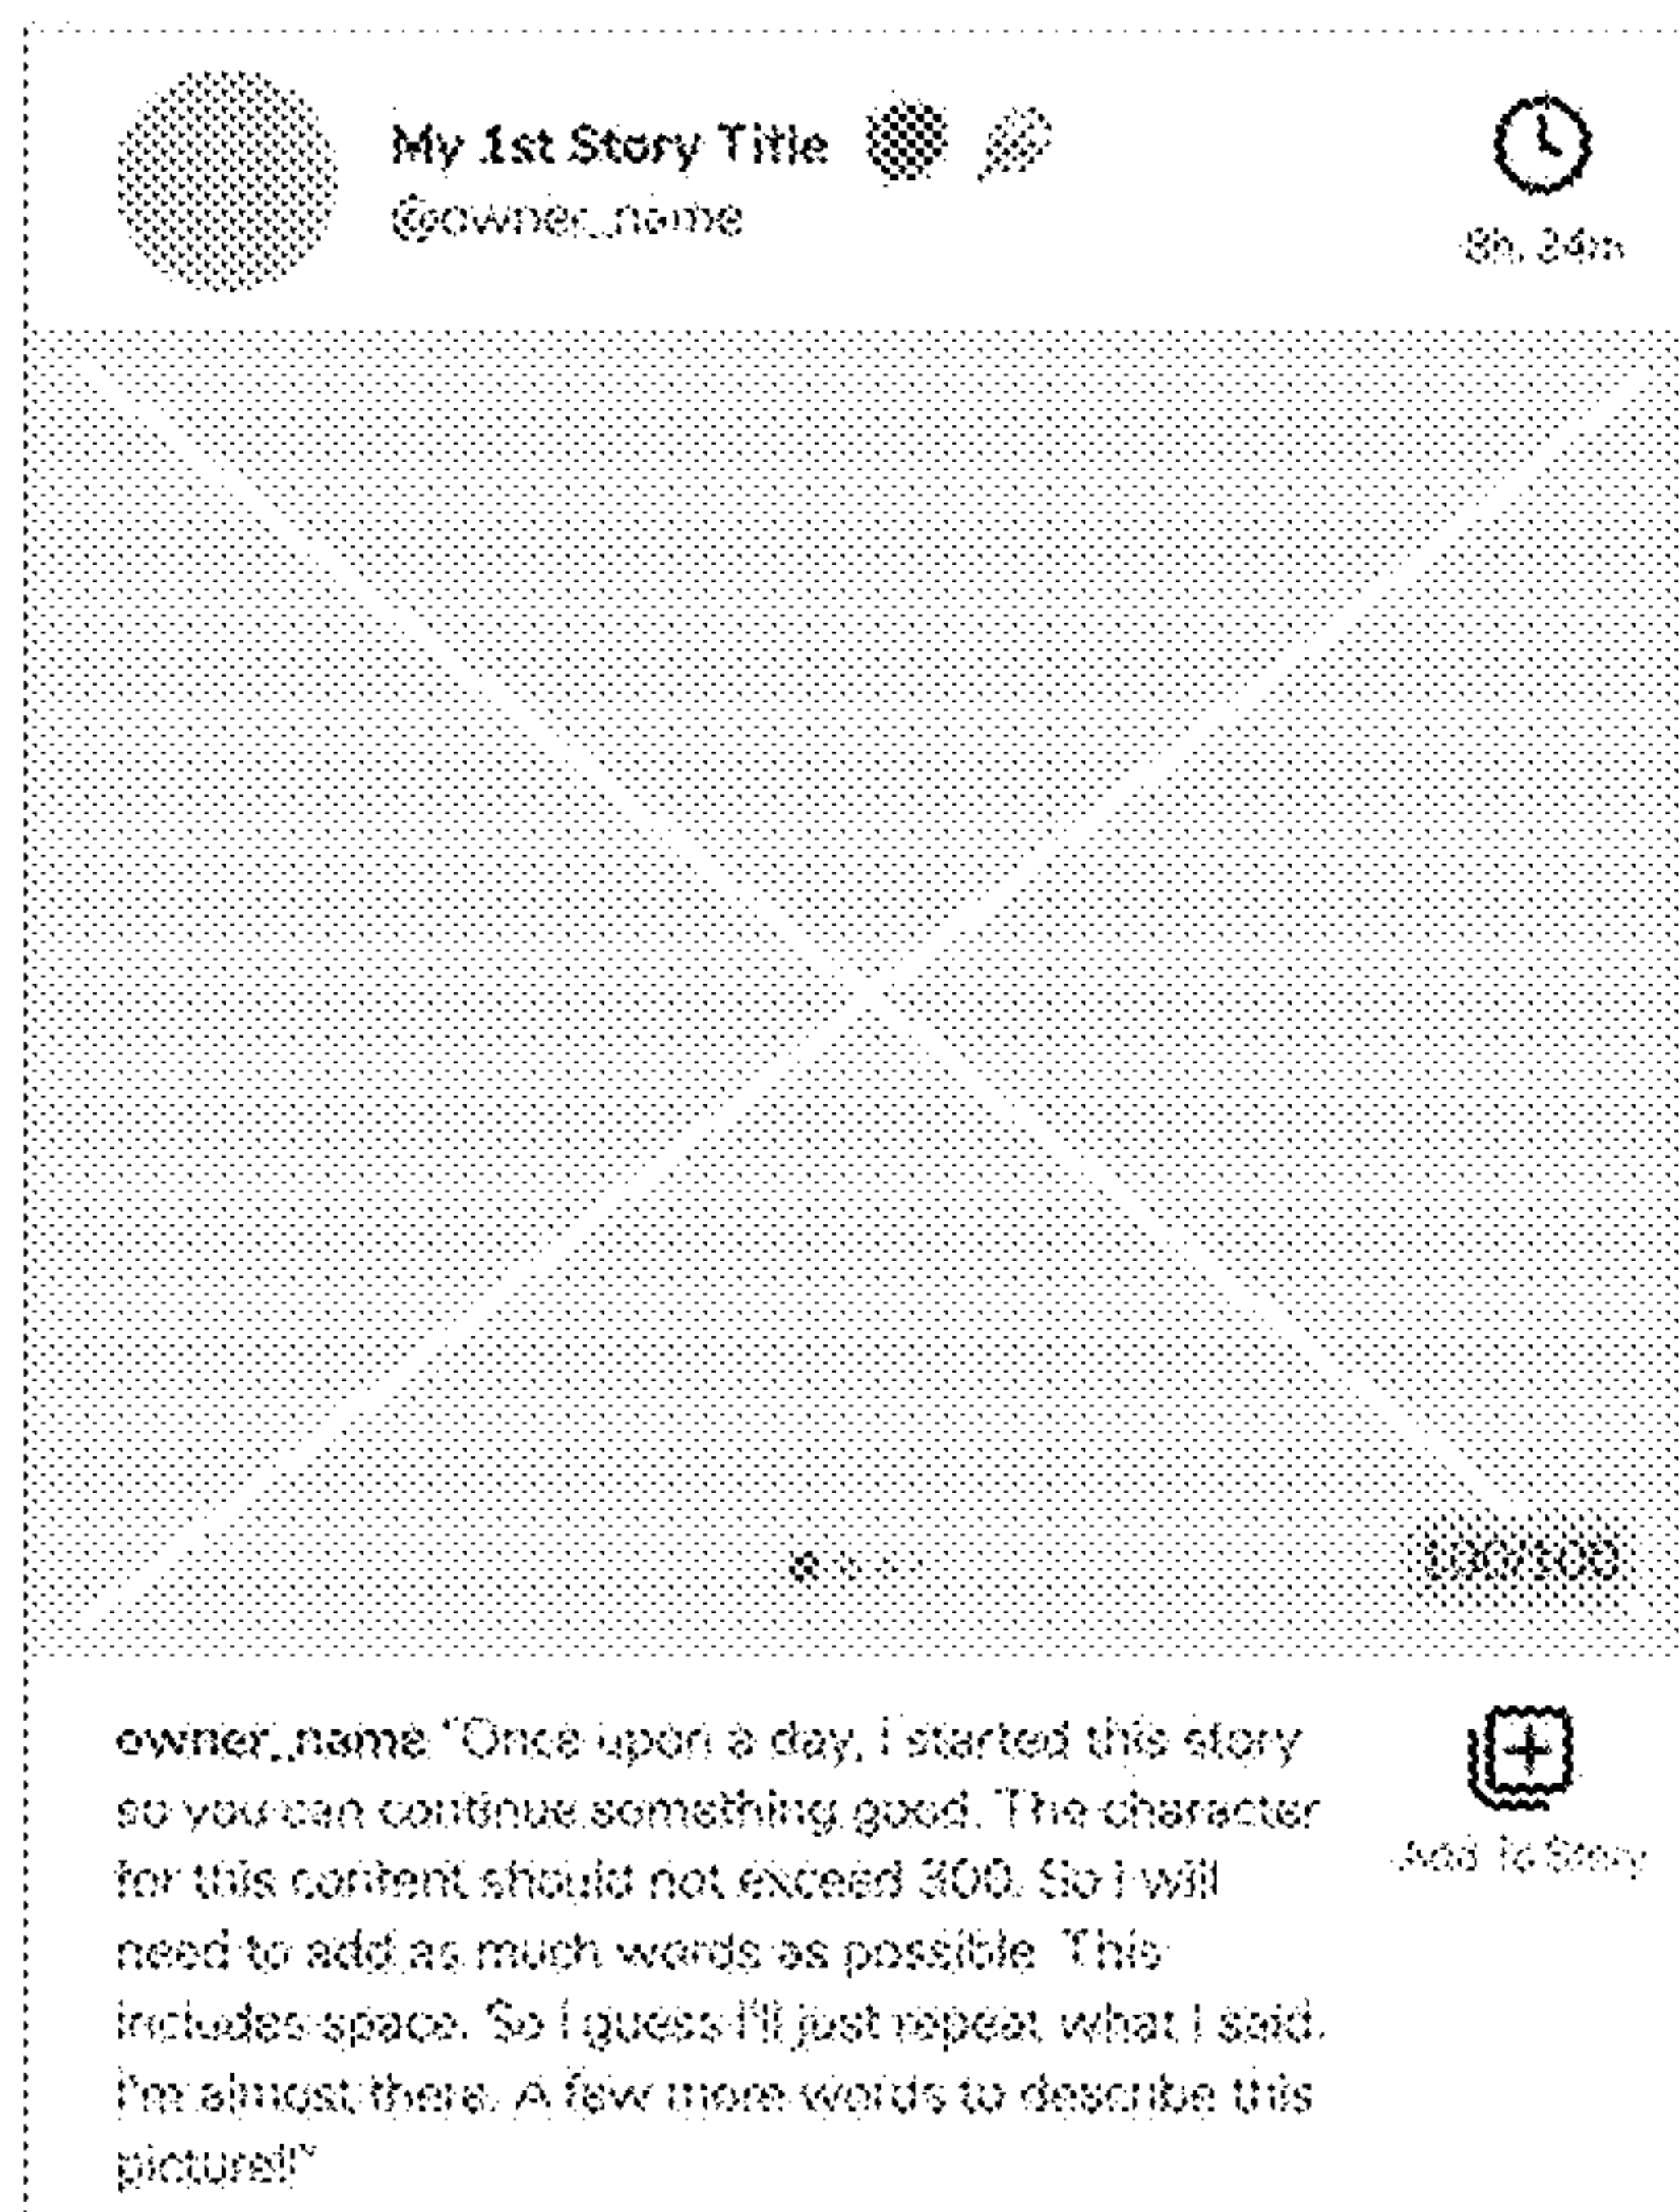 My 1st Story Title
@owner_name
8h, 24m
100/100
owner_name "Once upon a day, I started this story
so you can continue something good. The character
for this content should not exceed 300. So I will
need to add as much words as possible. This
includes space. So I guess I'll just repeat what I said.
I'm almost there. A few more words to describe this
picture!!"
Add To Story